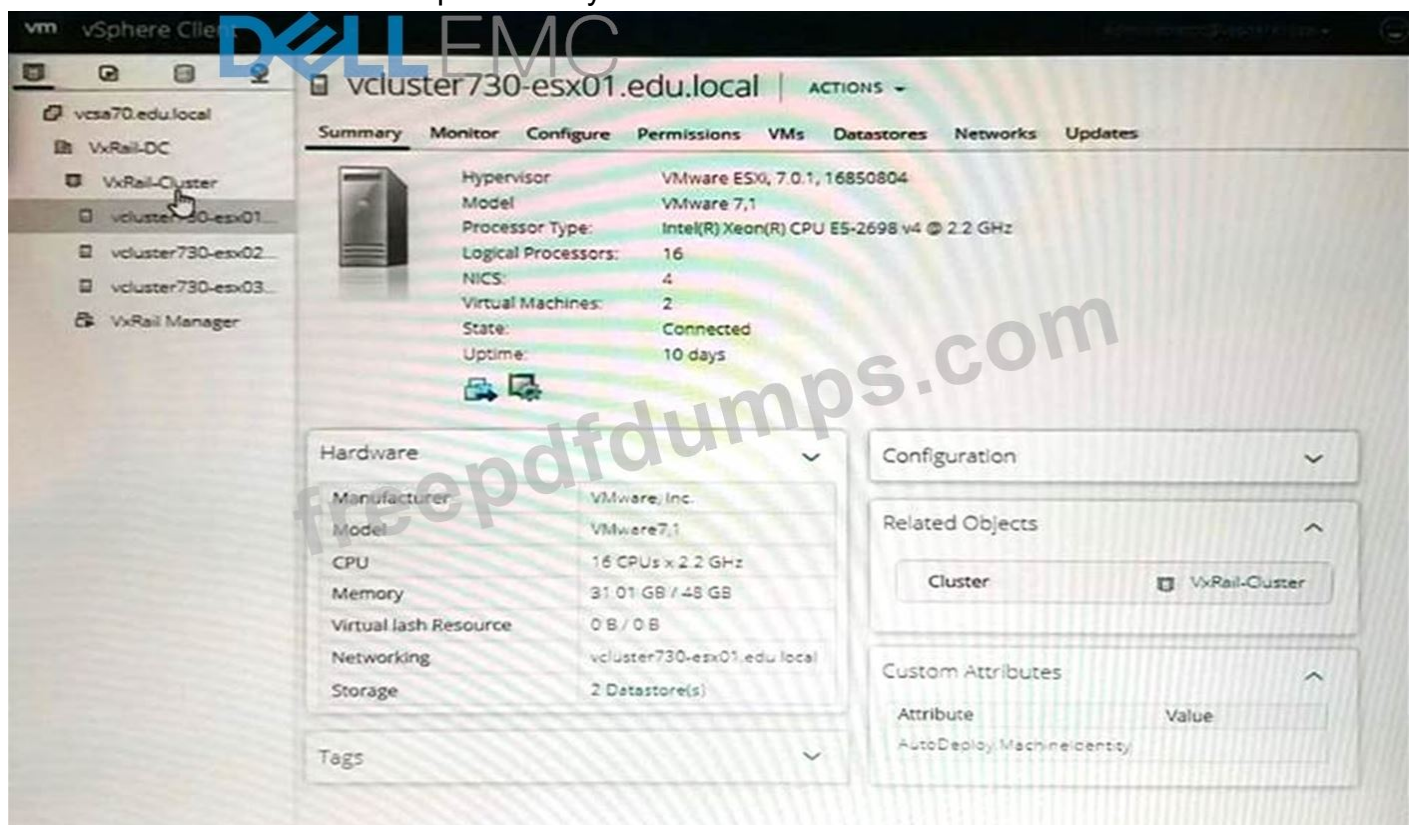 vm vSphere Client
DELL EMC
vcluster730-esx01.edu.local ACTIONS
vcsa70.edu.local
VxRail-DC
VxRail-Cluster
vcluster730-esx01...
vcluster730-esx02...
vcluster730-esx03...
VxRail Manager
Summary Monitor Configure Permissions VMs Datastores Networks Updates
Hypervisor VMware ESXi, 7.0.1, 16850804
Model VMware 7,1
Processor Type: Intel(R) Xeon(R) CPU E5-2698 v4 @ 2.2 GHz
Logical Processors: 16
NICS: 4
Virtual Machines: 2
State: Connected
Uptime: 10 days
freepdfdumps.com
Hardware
Manufacturer VMware, Inc.
Model VMware7,1
CPU 16 CPUs x 2.2 GHz
Memory 31.01 GB / 48 GB
Virtual lash Resource 0 B / 0 B
Networking vcluster730-esx01.edu.local
Storage 2 Datastore(s)
Tags
Configuration
Related Objects
Cluster VxRail-Cluster
Custom Attributes
Attribute Value
AutoDeploy.MachineIdentity